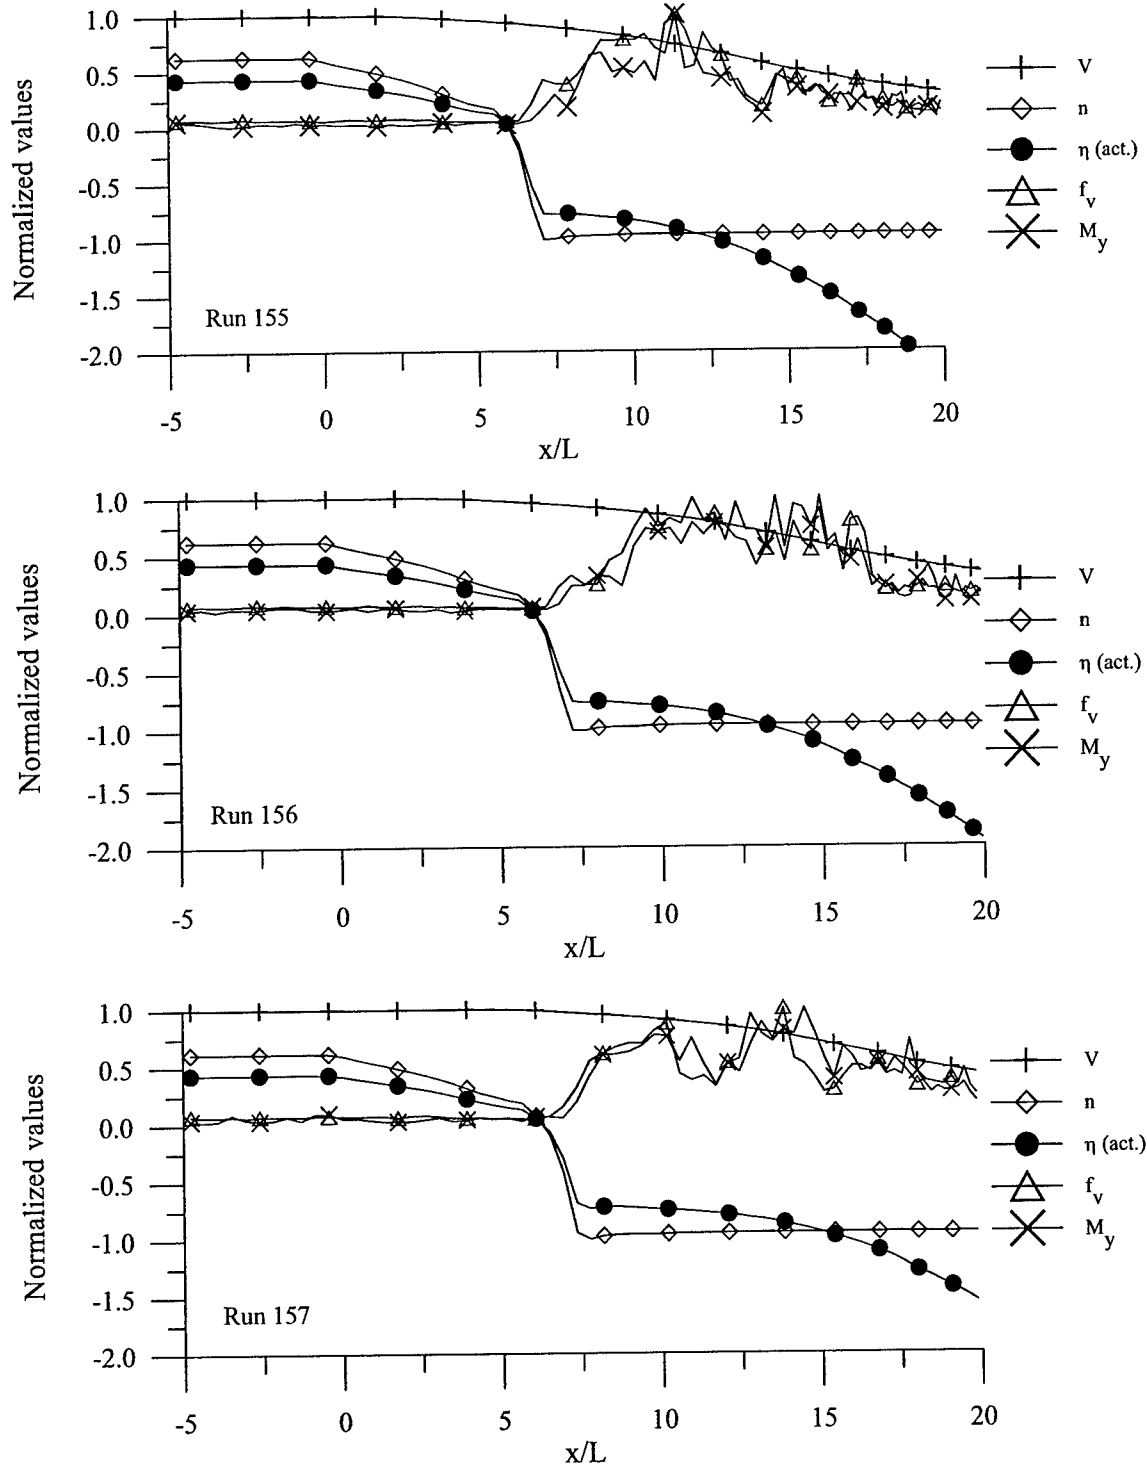 Normalized values
1.0
0.5
0.0
-0.5
-1.0
-1.5
-2.0
Run 155
-5 0 5 10 15 20
x/L
V
n
η (act.)
f_v
M_y
Normalized values
1.0
0.5
0.0
-0.5
-1.0
-1.5
-2.0
Run 156
-5 0 5 10 15 20
x/L
V
n
η (act.)
f_v
M_y
Normalized values
1.0
0.5
0.0
-0.5
-1.0
-1.5
-2.0
Run 157
-5 0 5 10 15 20
x/L
V
n
η (act.)
f_v
M_y